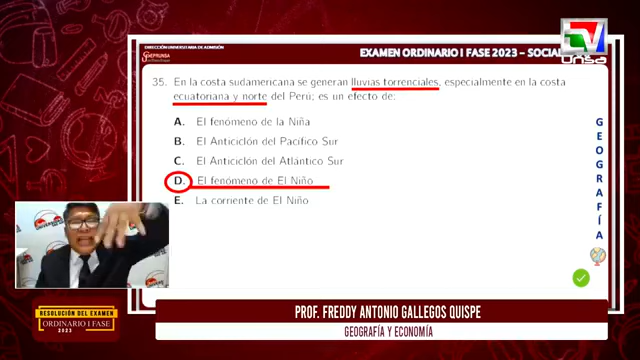 DIRECCIÓN UNIVERSITARIA DE ADMISIÓN
CEPRUNSA
EXAMEN ORDINARIO I FASE 2023 – SOCIAL
TV
UNSA
35. En la costa sudamericana se generan lluvias torrenciales, especialmente en la costa
ecuatoriana y norte del Perú; es un efecto de:
A. El fenómeno de la Niña
B. El Anticiclón del Pacífico Sur
C. El Anticiclón del Atlántico Sur
D. El fenómeno de El Niño
E. La corriente de El Niño
GEOGRAFÍA
RESOLUCIÓN DEL EXAMEN
ORDINARIO I FASE
2023
PROF. FREDDY ANTONIO GALLEGOS QUISPE
GEOGRAFÍA Y ECONOMÍA